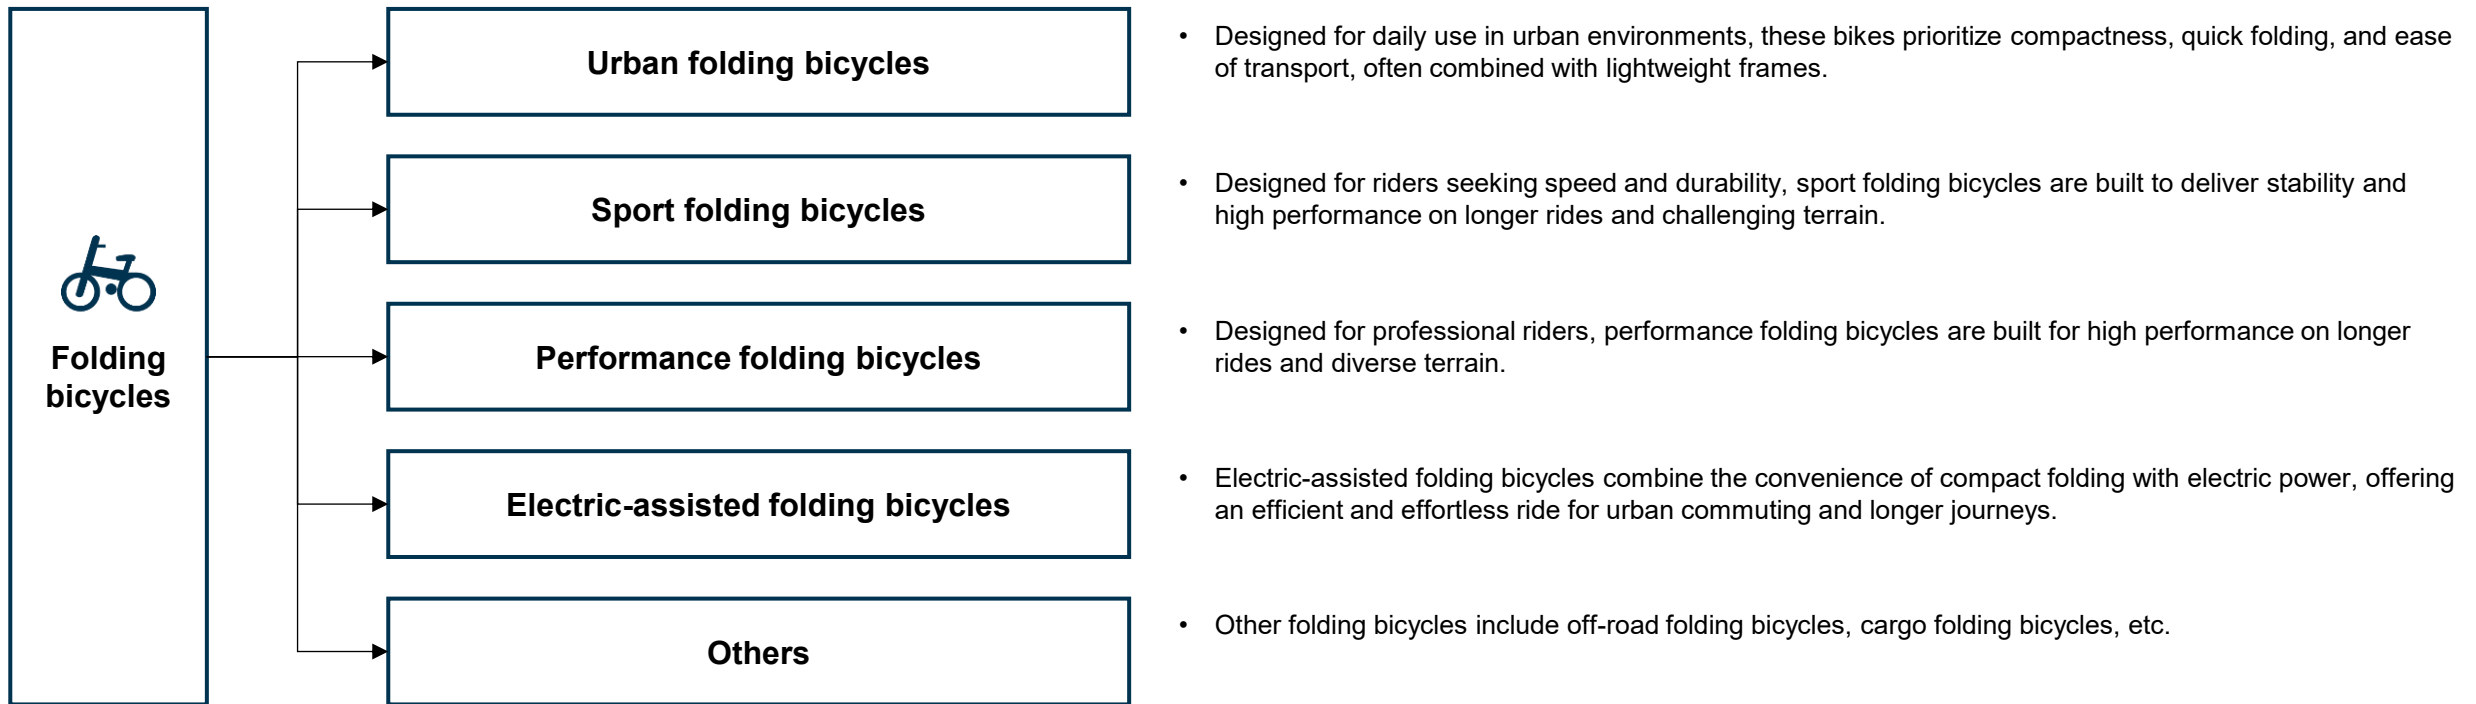 Folding
bicycles
Urban folding bicycles
• Designed for daily use in urban environments, these bikes prioritize compactness, quick folding, and ease
of transport, often combined with lightweight frames.
Sport folding bicycles
• Designed for riders seeking speed and durability, sport folding bicycles are built to deliver stability and
high performance on longer rides and challenging terrain.
Performance folding bicycles
• Designed for professional riders, performance folding bicycles are built for high performance on longer
rides and diverse terrain.
Electric-assisted folding bicycles
• Electric-assisted folding bicycles combine the convenience of compact folding with electric power, offering
an efficient and effortless ride for urban commuting and longer journeys.
Others
• Other folding bicycles include off-road folding bicycles, cargo folding bicycles, etc.